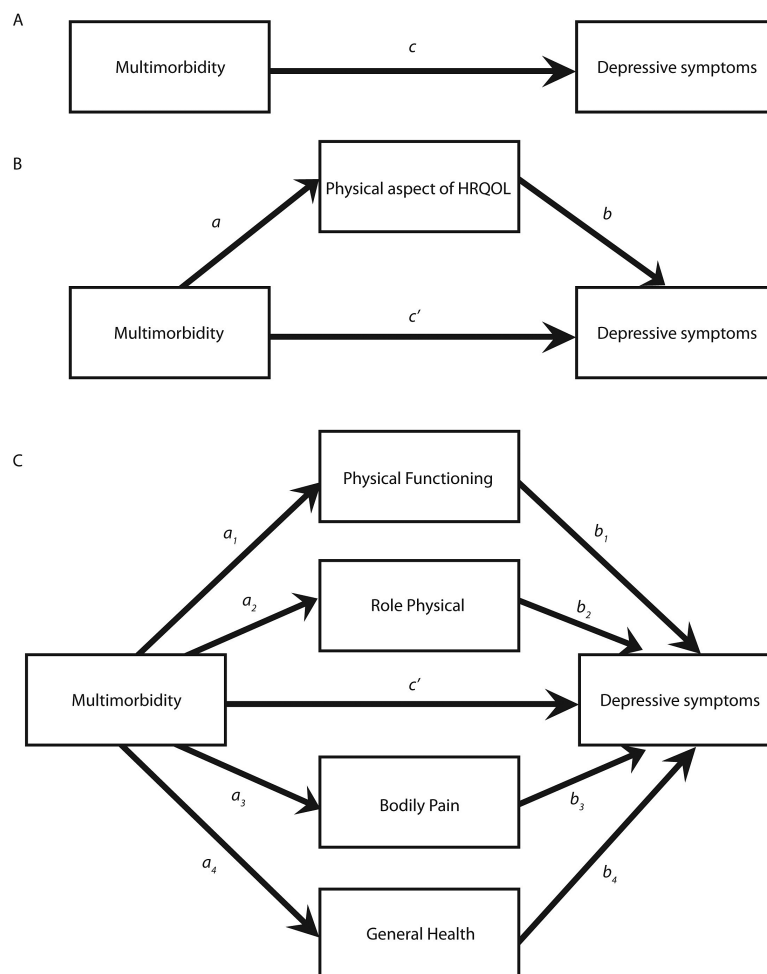 A
c
Multimorbidity
Depressive symptoms
B
Physical aspect of HRQOL
a
b
Multimorbidity
c'
Depressive symptoms
C
Physical Functioning
a1
b1
Role Physical
a2
b2
Multimorbidity
c'
Depressive symptoms
a3
Bodily Pain
b3
a4
b4
General Health